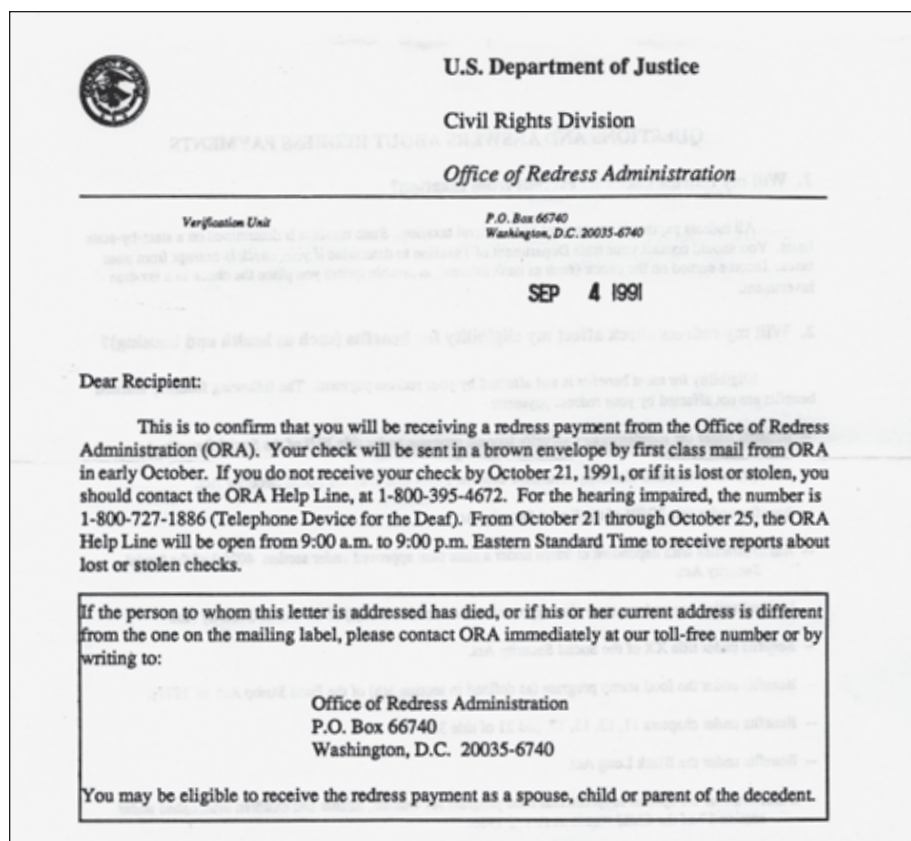 U.S. Department of Justice
Civil Rights Division
Office of Redress Administration
Verification Unit
P.O. Box 66740
Washington, D.C. 20035-6740
SEP 4 1991
Dear Recipient:
This is to confirm that you will be receiving a redress payment from the Office of Redress
Administration (ORA). Your check will be sent in a brown envelope by first class mail from ORA
in early October. If you do not receive your check by October 21, 1991, or if it is lost or stolen, you
should contact the ORA Help Line, at 1-800-395-4672. For the hearing impaired, the number is
1-800-727-1886 (Telephone Device for the Deaf). From October 21 through October 25, the ORA
Help Line will be open from 9:00 a.m. to 9:00 p.m. Eastern Standard Time to receive reports about
lost or stolen checks.
If the person to whom this letter is addressed has died, or if his or her current address is different
from the one on the mailing label, please contact ORA immediately at our toll-free number or by
writing to:
Office of Redress Administration
P.O. Box 66740
Washington, D.C. 20035-6740
You may be eligible to receive the redress payment as a spouse, child or parent of the decedent.